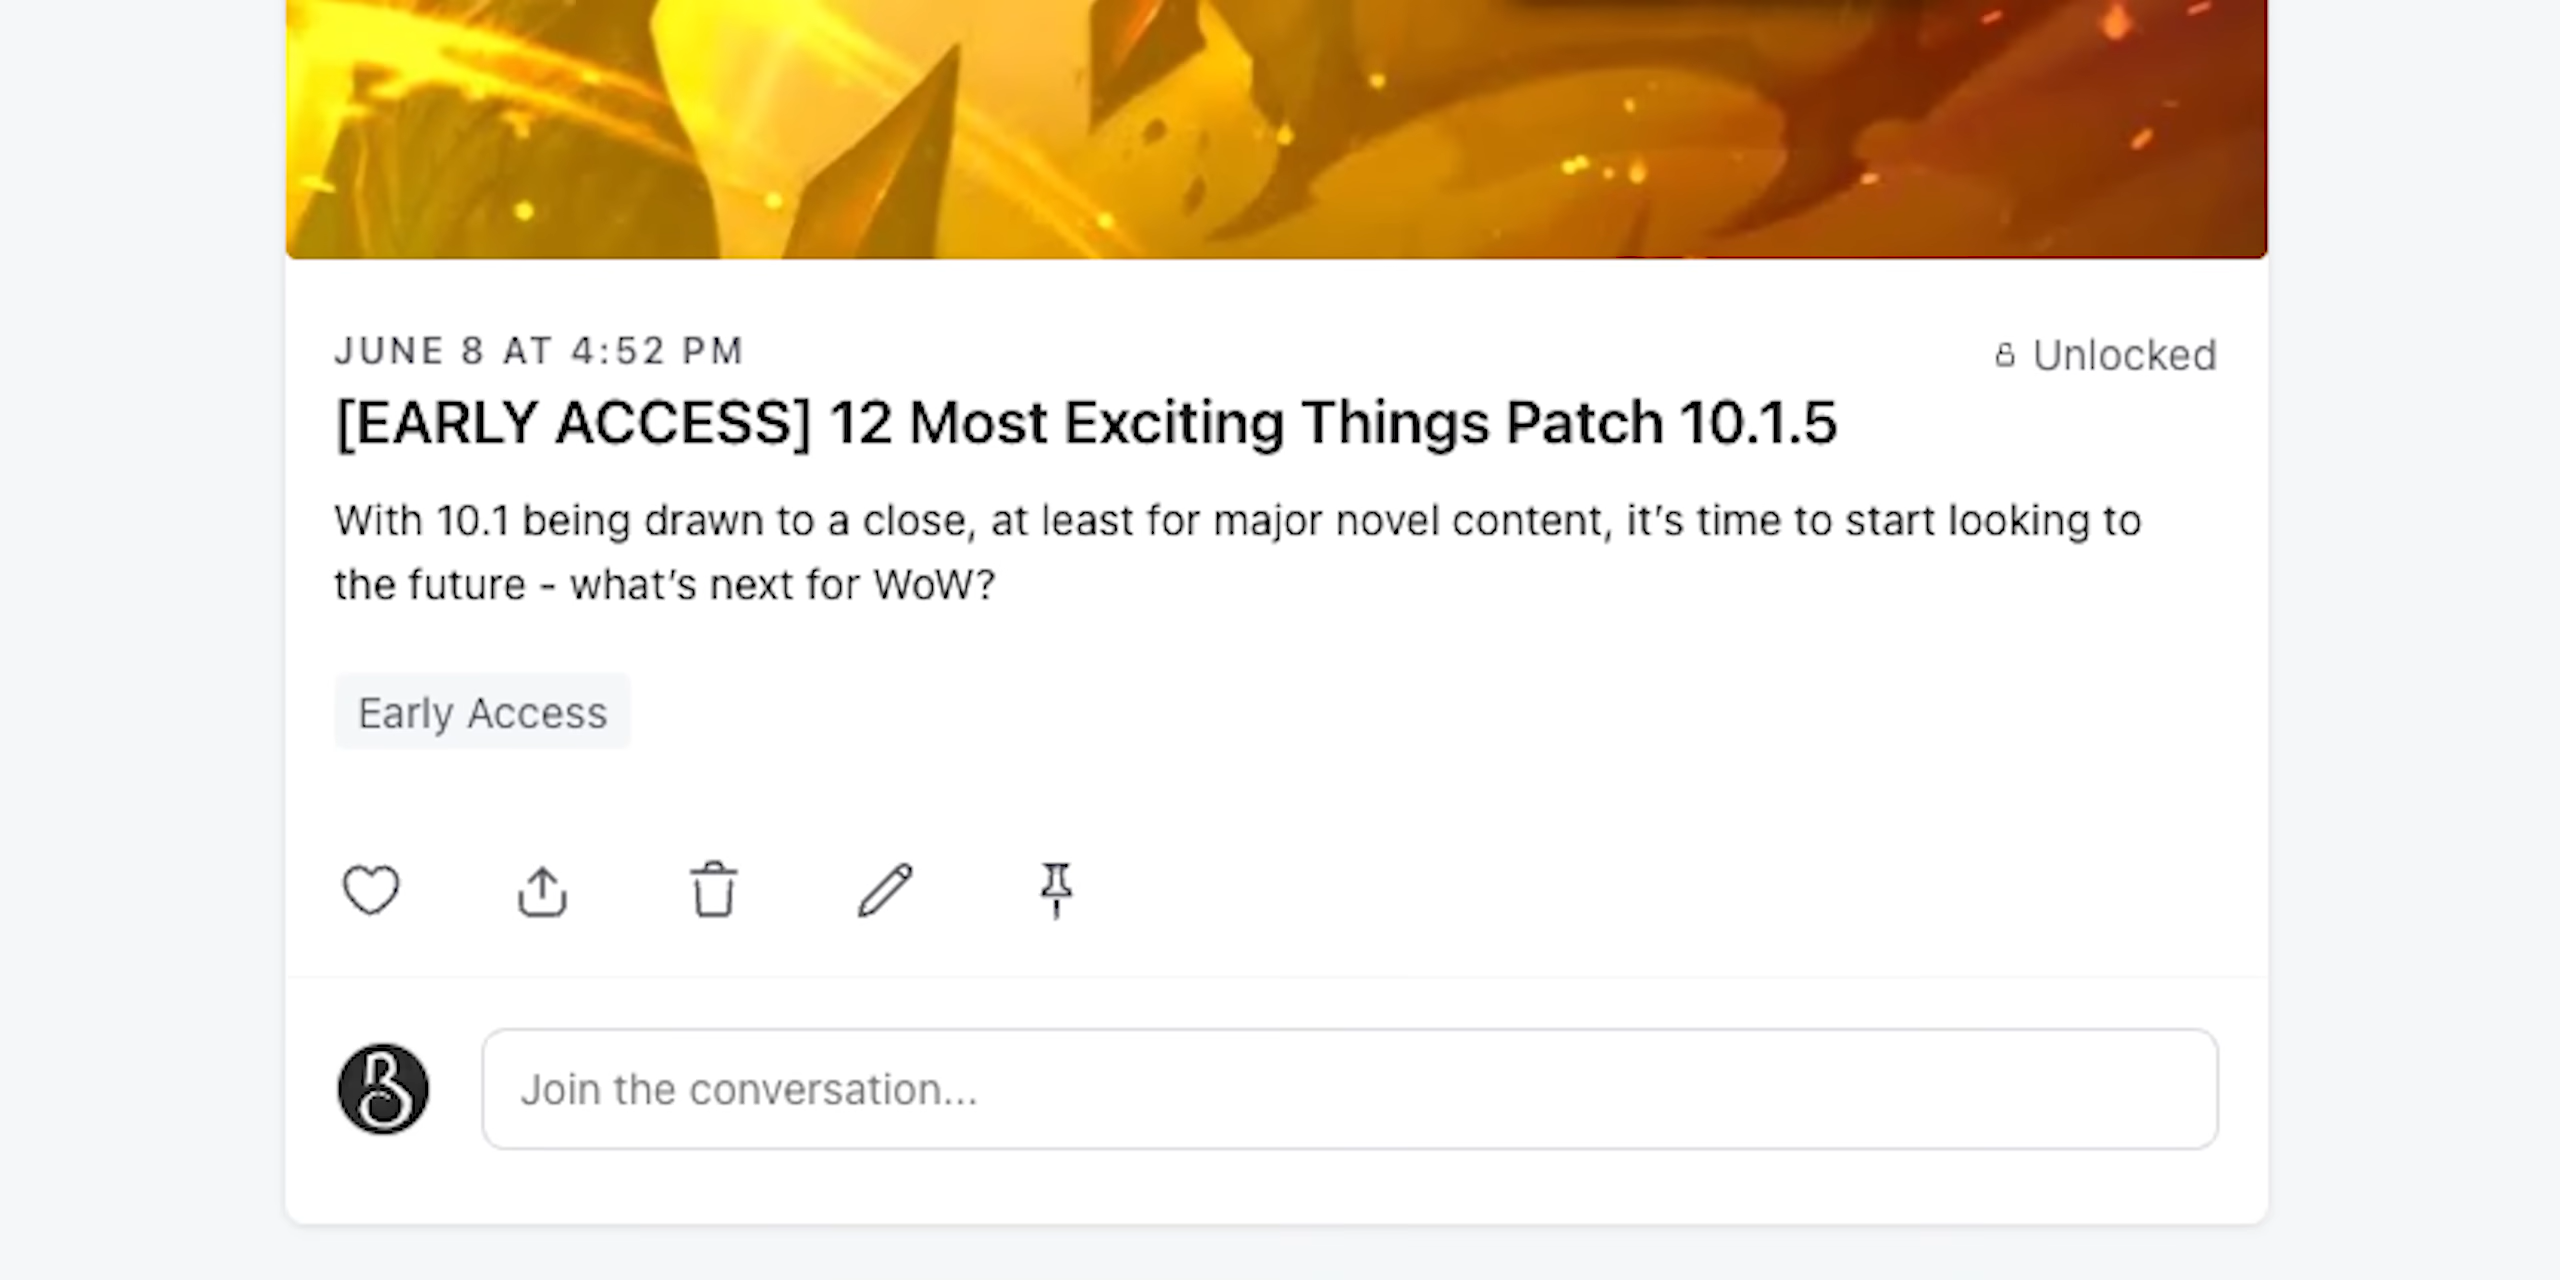 JUNE 8 AT 4:52 PM
Unlocked
[EARLY ACCESS] 12 Most Exciting Things Patch 10.1.5
With 10.1 being drawn to a close, at least for major novel content, it’s time to start looking to
the future - what’s next for WoW?
Early Access
Join the conversation...